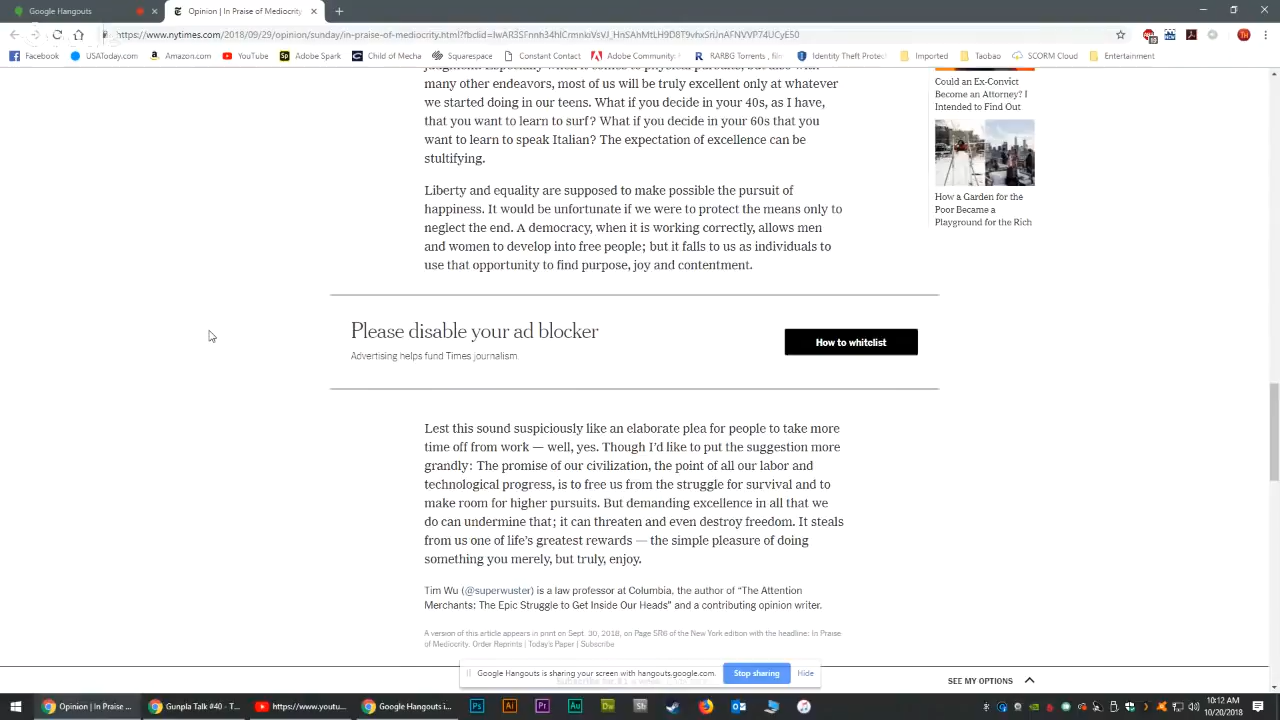 Google Hangouts
Opinion | In Praise of Mediocrity
https://www.nytimes.com/2018/09/29/opinion/sunday/in-praise-of-mediocrity.html
Facebook USAToday.com Amazon.com YouTube Adobe Spark Child of Mecha Squarespace Constant Contact Adobe Community: RARBG Torrents, Identity Theft Protec Imported Taobao SCORM Cloud Entertainment
many other endeavors, most of us will be truly excellent only at whatever
we started doing in our teens. What if you decide in your 40s, as I have,
that you want to learn to surf? What if you decide in your 60s that you
want to learn to speak Italian? The expectation of excellence can be
stultifying.
Liberty and equality are supposed to make possible the pursuit of
happiness. It would be unfortunate if we were to protect the means only to
neglect the end. A democracy, when it is working correctly, allows men
and women to develop into free people; but it falls to us as individuals to
use that opportunity to find purpose, joy and contentment.
Could an Ex-Convict
Become an Attorney? I
Intended to Find Out
How a Garden for the
Poor Became a
Playground for the Rich
Please disable your ad blocker
Advertising helps fund Times journalism.
How to whitelist
Lest this sound suspiciously like an elaborate plea for people to take more
time off from work — well, yes. Though I'd like to put the suggestion more
grandly: The promise of our civilization, the point of all our labor and
technological progress, is to free us from the struggle for survival and to
make room for higher pursuits. But demanding excellence in all that we
do can undermine that; it can threaten and even destroy freedom. It steals
from us one of life's greatest rewards — the simple pleasure of doing
something you merely, but truly, enjoy.
Tim Wu (@superwuster) is a law professor at Columbia, the author of "The Attention
Merchants: The Epic Struggle to Get Inside Our Heads" and a contributing opinion writer.
A version of this article appears in print on Sept. 30, 2018, on Page SR6 of the New York edition with the headline: In Praise
of Mediocrity. Order Reprints | Today's Paper | Subscribe
Google Hangouts is sharing your screen with hangouts.google.com.
Stop sharing
Hide
SEE MY OPTIONS
Opinion | In Praise ... Gunpla Talk #40 - T... https://www.youtu... Google Hangouts i...
Ps Ai Pr Au Dw Sh
10:12 AM
10/20/2018